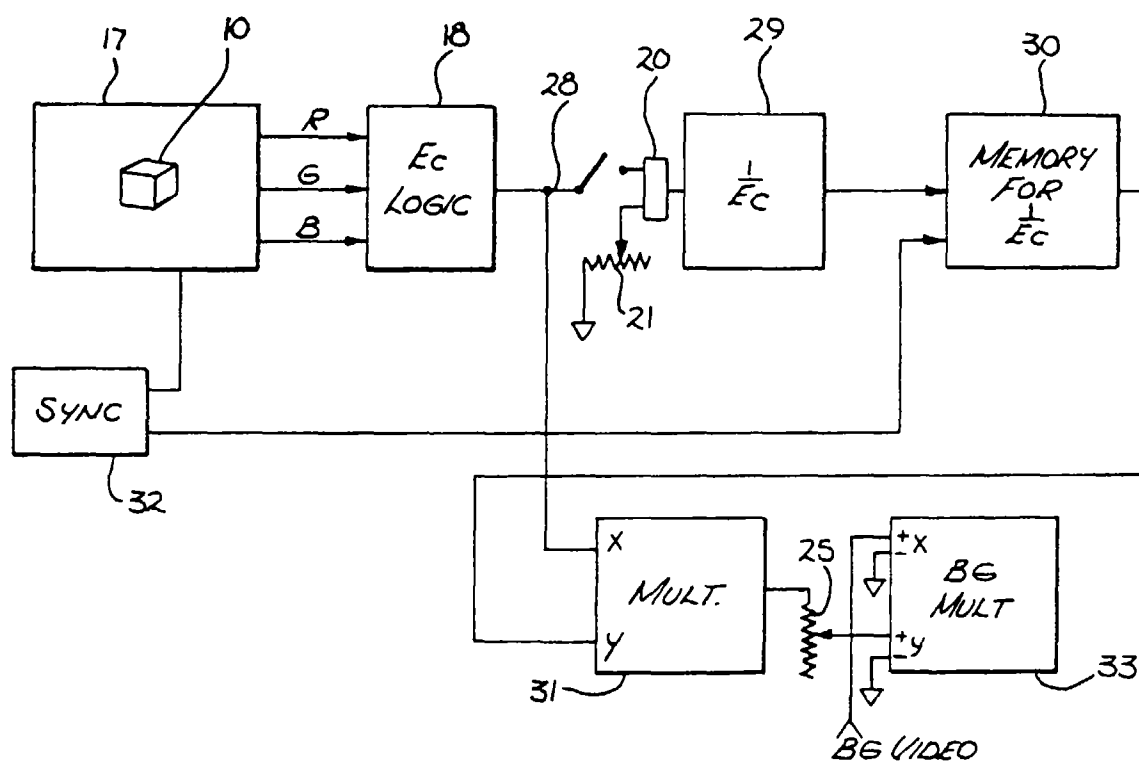 17
10
18
28
20
29
30
R
G
B
EC
LOGIC
1
EC
MEMORY
FOR
1
EC
21
SYNC
32
X
Y
MULT.
31
25
+ X
-
BG
MULT
+ Y
-
33
BG VIDEO